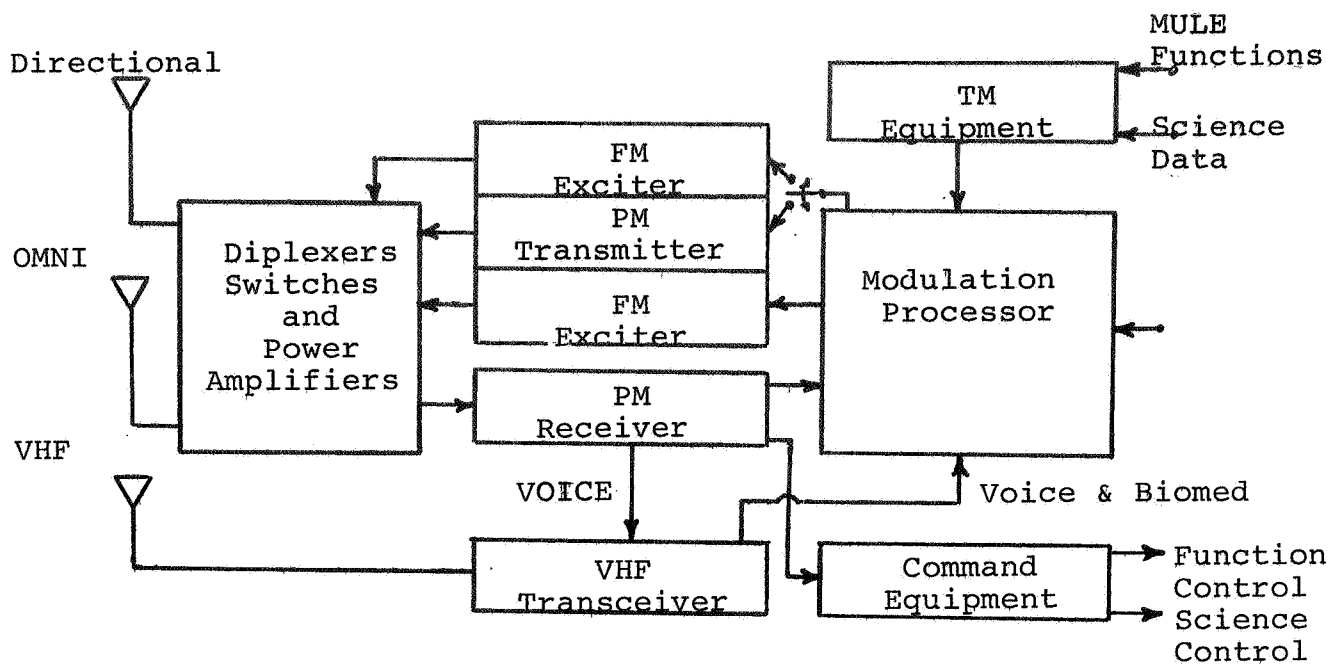 Directional
OMNI
VHF
Diplexers
Switches
and
Power
Amplifiers
FM
Exciter
PM
Transmitter
FM
Exciter
PM
Receiver
VOICE
VHF
Transceiver
MULE
Functions
TM
Equipment
Science
Data
Modulation
Processor
Voice & Biomed
Command
Equipment
Function
Control
Science
Control